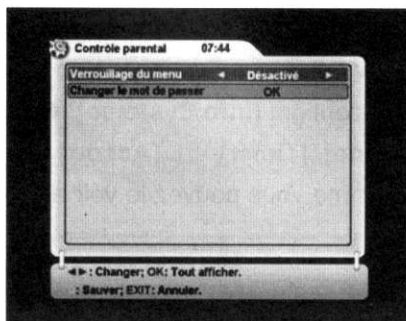 Contrôle parental 07:44
Verrouillage du menu ◄ Désactivé ►
Changer le mot de passer OK
◄ ► : Changer; OK: Tout afficher.
: Sauver; EXIT: Annuler.